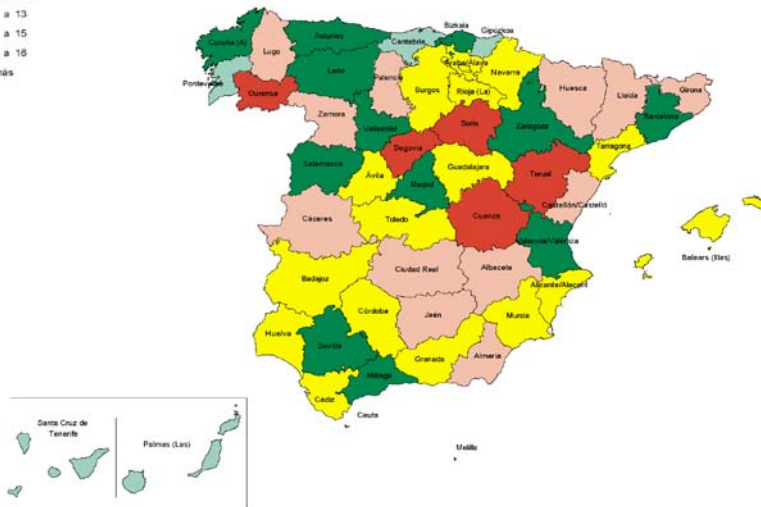 a 13
a 15
a 16
más
Coruña (A)
Lugo
Asturias
Cantabria
Bizkaia
Gipúzkoa
Pontevedra
Ourense
León
Palencia
Burgos
Araba/Álava
Rioja (La)
Navarra
Huesca
Lleida
Girona
Barcelona
Zamora
Valladolid
Soria
Zaragoza
Tarragona
Segovia
Salamanca
Ávila
Madrid
Guadalajara
Teruel
Castellón/Castelló
Cáceres
Toledo
Cuenca
Valencia/València
Balears (Illes)
Badajoz
Ciudad Real
Albacete
Alicante/Alacant
Córdoba
Jaén
Murcia
Huelva
Sevilla
Granada
Almería
Málaga
Cádiz
Ceuta
Melilla
Santa Cruz de
Tenerife
Palmas (Las)